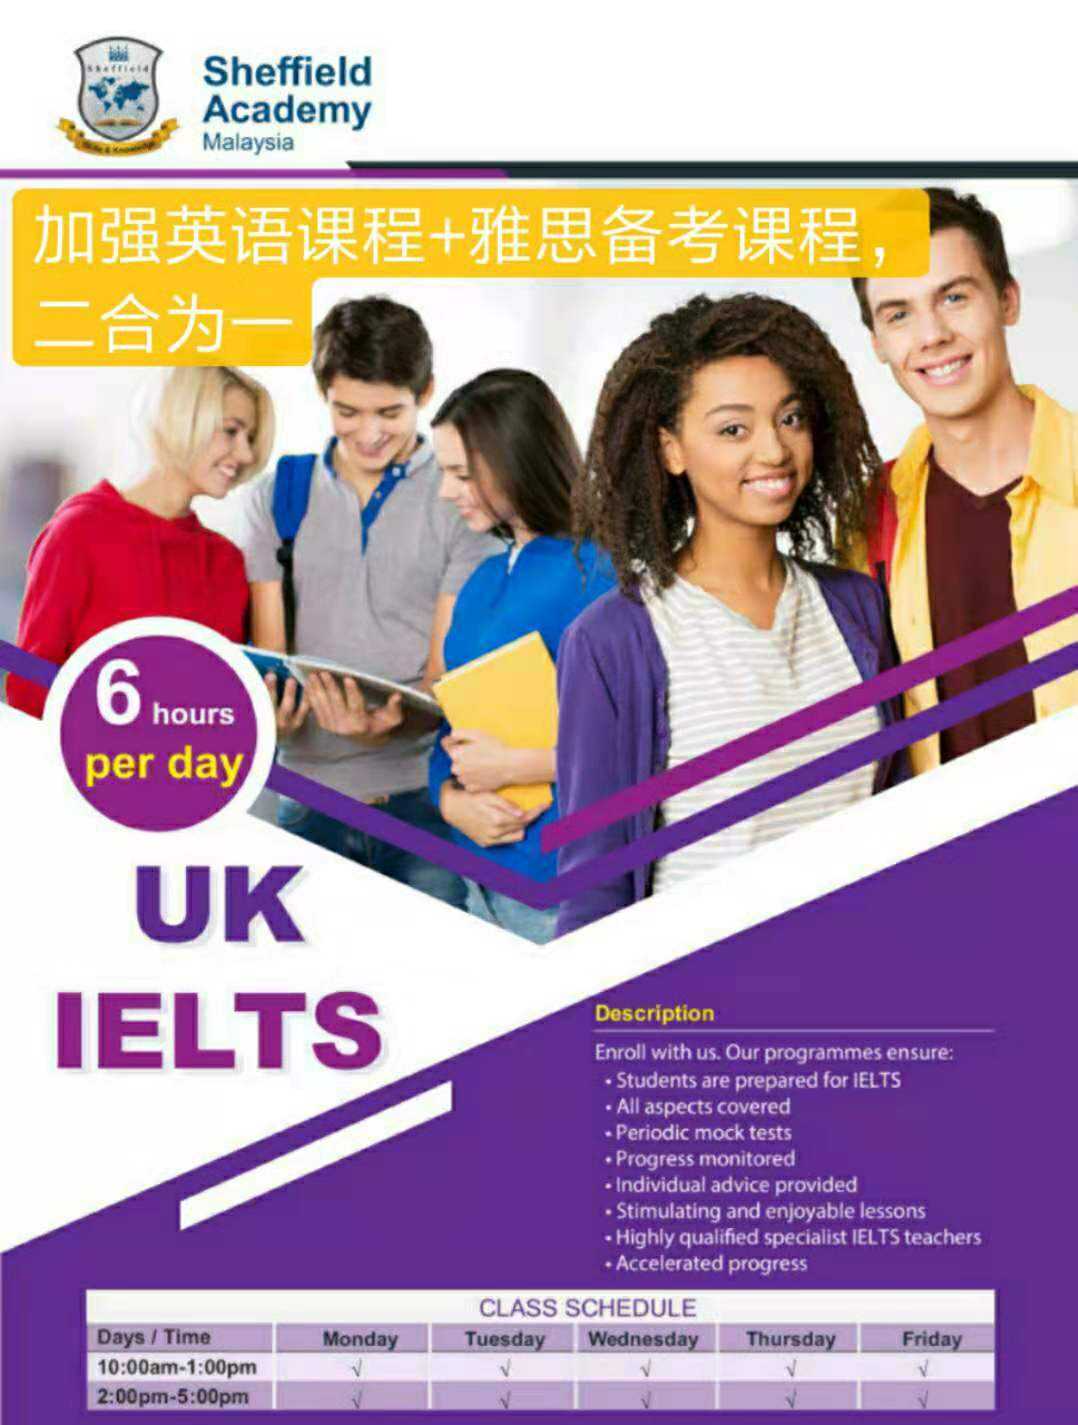 Sheffield
Sheffield
Academy
Malaysia
Skills & Knowledge
加强英语课程+雅思备考课程，
二合为一
6 hours
per day
UK
IELTS
Description
Enroll with us. Our programmes ensure:
• Students are prepared for IELTS
• All aspects covered
• Periodic mock tests
• Progress monitored
• Individual advice provided
• Stimulating and enjoyable lessons
• Highly qualified specialist IELTS teachers
• Accelerated progress
CLASS SCHEDULE
Days / Time Monday Tuesday Wednesday Thursday Friday
10:00am-1:00pm √ √ √ √ √
2:00pm-5:00pm √ √ √ √ √